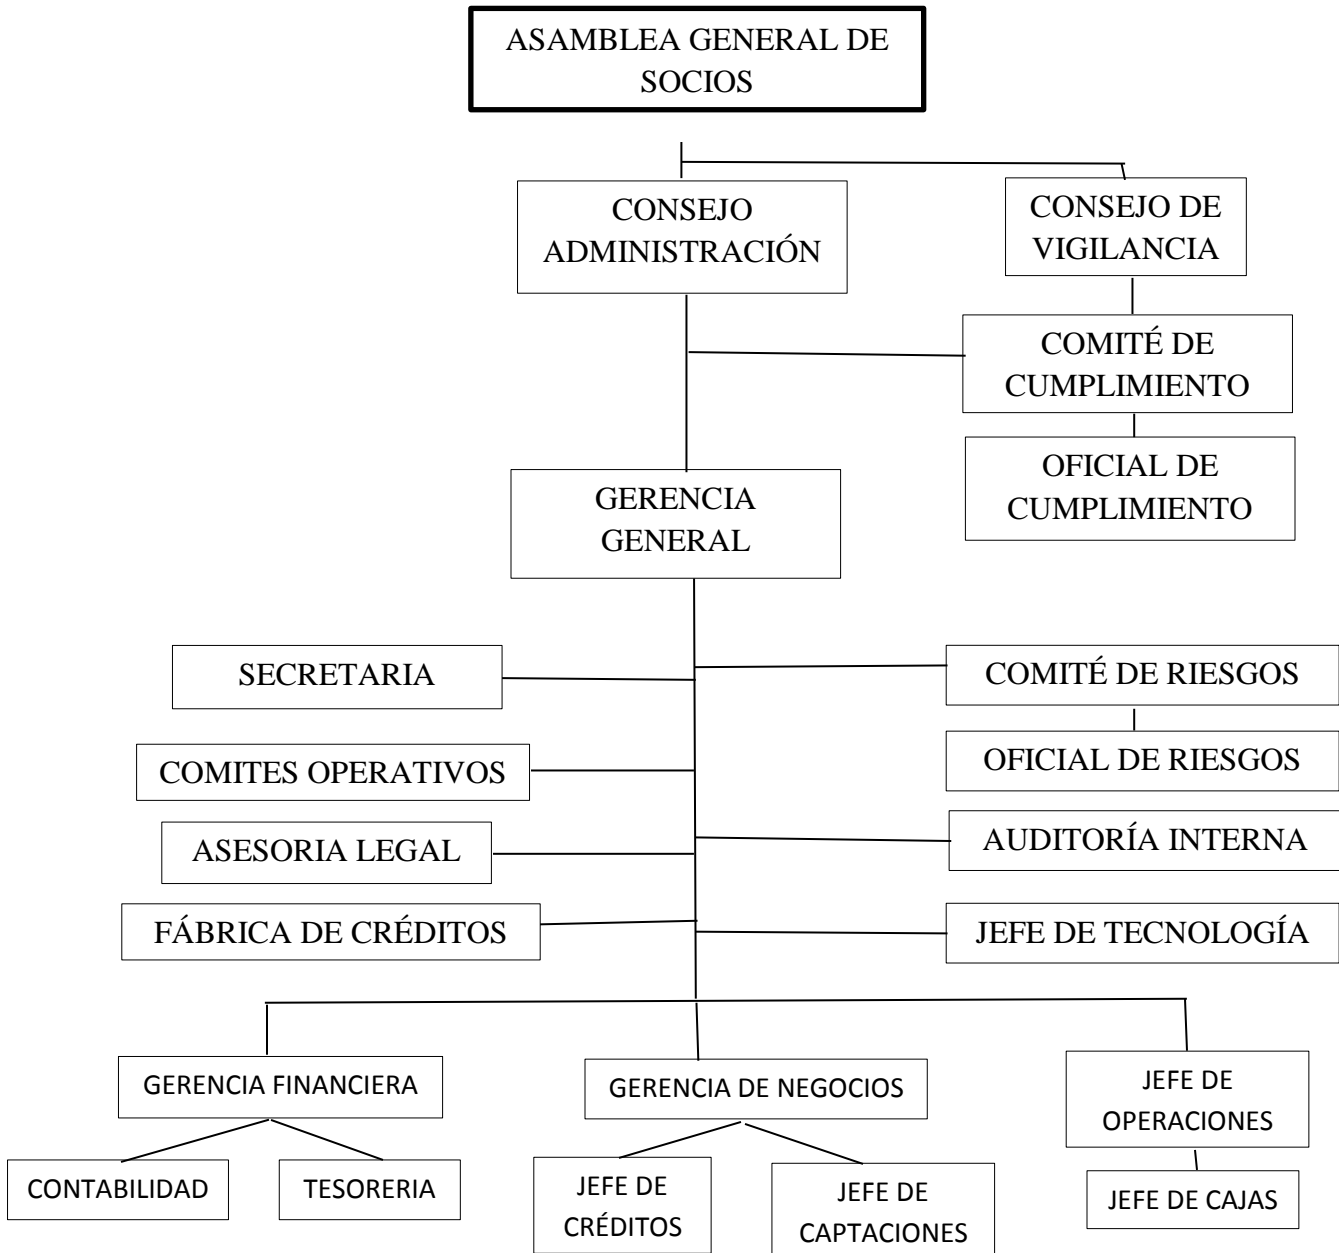 ASAMBLEA GENERAL DE
SOCIOS
CONSEJO
ADMINISTRACIÓN
CONSEJO DE
VIGILANCIA
COMITÉ DE
CUMPLIMIENTO
OFICIAL DE
CUMPLIMIENTO
GERENCIA
GENERAL
SECRETARIA
COMITÉ DE RIESGOS
COMITES OPERATIVOS
OFICIAL DE RIESGOS
ASESORIA LEGAL
AUDITORÍA INTERNA
FÁBRICA DE CRÉDITOS
JEFE DE TECNOLOGÍA
GERENCIA FINANCIERA
GERENCIA DE NEGOCIOS
JEFE DE
OPERACIONES
CONTABILIDAD
TESORERIA
JEFE DE
CRÉDITOS
JEFE DE
CAPTACIONES
JEFE DE CAJAS